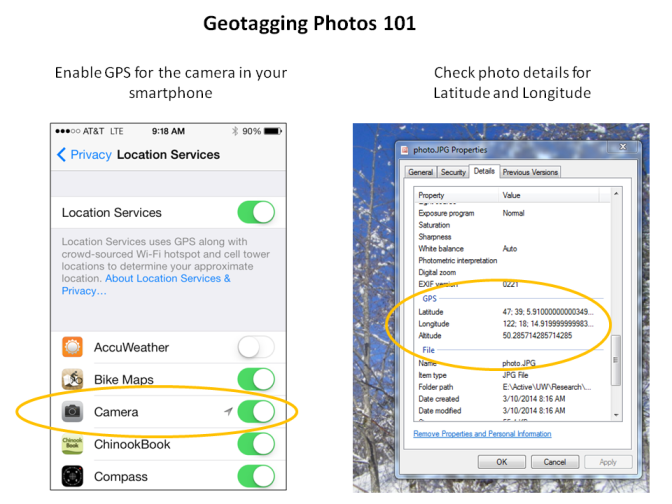 Geotagging Photos 101
Enable GPS for the camera in your
smartphone
●●●○○ AT&T LTE 9:18 AM 90%
Privacy Location Services
Location Services
Location Services uses GPS along with
crowd-sourced Wi-Fi hotspot and cell tower
locations to determine your approximate
location. About Location Services &
Privacy…
AccuWeather
Bike Maps
Camera
Chinook
Book
ChinookBook
Compass
Check photo details for
Latitude and Longitude
photo.JPG Properties
General Security Details Previous Versions
Property Value
Exposure program Normal
Saturation
Sharpness
White balance Auto
Photometric interpretation
Digital zoom
EXIF version 0221
GPS
Latitude 47; 39; 5.91000000000349...
Longitude 122; 18; 14.919999999983...
Altitude 50.285714285714285
File
Name photo.JPG
Item type JPG File
Folder path E:\Active\UW\Research\...
Date created 3/10/2014 8:16 AM
Date modified 3/10/2014 8:16 AM
Remove Properties and Personal Information
OK Cancel Apply